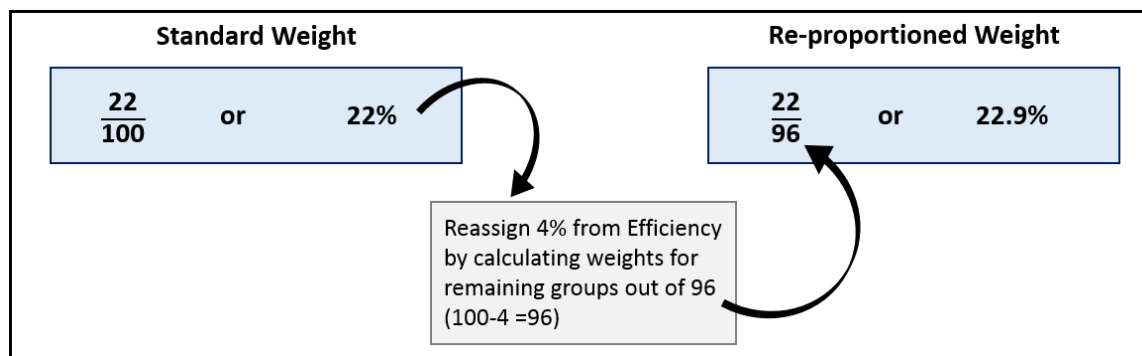 Standard Weight
22
100
or
22%
Re-proportioned Weight
22
96
or
22.9%
Reassign 4% from Efficiency
by calculating weights for
remaining groups out of 96
(100-4 =96)